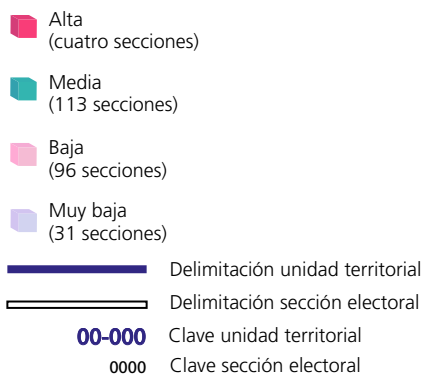 Alta
(cuatro secciones)
Media
(113 secciones)
Baja
(96 secciones)
Muy baja
(31 secciones)
Delimitación unidad territorial
Delimitación sección electoral
00-000 Clave unidad territorial
0000 Clave sección electoral